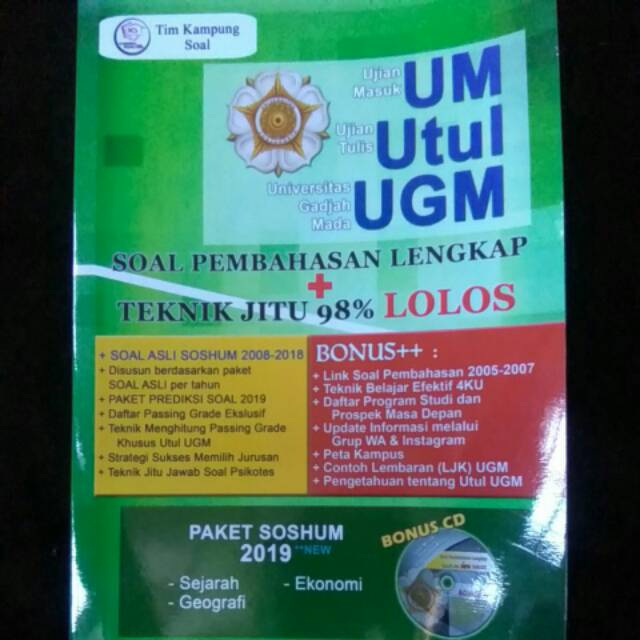 Tim Kampung
Soal
Ujian
Masuk
UM
Ujian
Tulis
Utul
Universitas
Gadjah
Mada
UGM
SOAL PEMBAHASAN LENGKAP
+
TEKNIK JITU 98% LOLOS
+ SOAL ASLI SOSHUM 2008-2018
+ Disusun berdasarkan paket
SOAL ASLI per tahun
+ PAKET PREDIKSI SOAL 2019
+ Daftar Passing Grade Ekslusif
+ Teknik Menghitung Passing Grade
Khusus Utul UGM
+ Strategi Sukses Memilih Jurusan
+ Teknik Jitu Jawab Soal Psikotes
BONUS++ :
+ Link Soal Pembahasan 2005-2007
+ Teknik Belajar Efektif 4KU
+ Daftar Program Studi dan
Prospek Masa Depan
+ Update Informasi melalui
Grup WA & Instagram
+ Peta Kampus
+ Contoh Lembaran (LJK) UGM
+ Pengetahuan tentang Utul UGM
PAKET SOSHUM
2019 **NEW
- Sejarah
- Ekonomi
- Geografi
BONUS CD